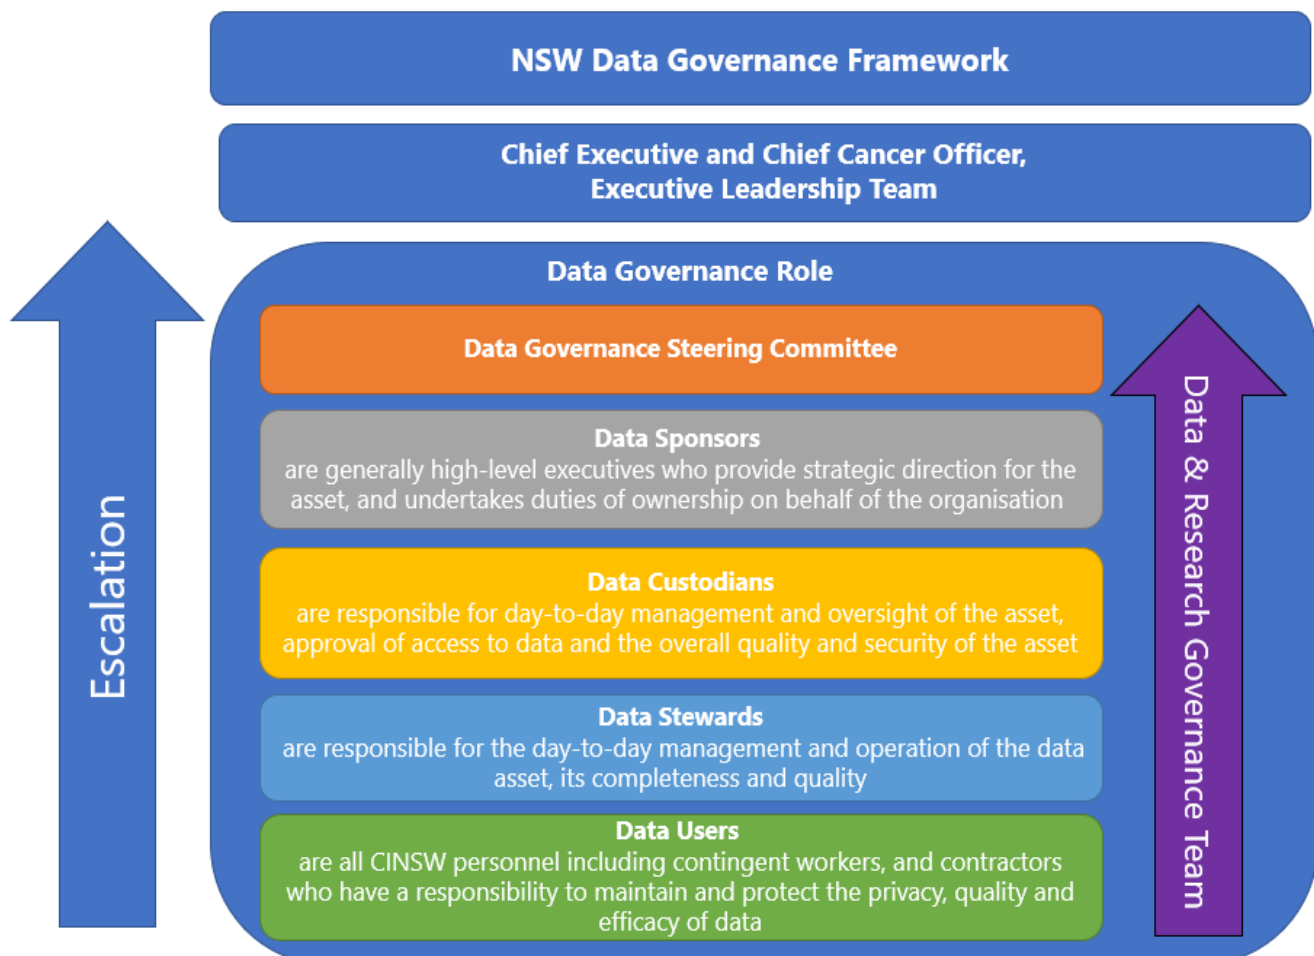 NSW Data Governance Framework
Chief Executive and Chief Cancer Officer,
Executive Leadership Team
Data Governance Role
Data Governance Steering Committee
Data Sponsors
are generally high-level executives who provide strategic direction for the
asset, and undertakes duties of ownership on behalf of the organisation
Data Custodians
are responsible for day-to-day management and oversight of the asset,
approval of access to data and the overall quality and security of the asset
Data Stewards
are responsible for the day-to-day management and operation of the data
asset, its completeness and quality
Data Users
are all CINSW personnel including contingent workers, and contractors
who have a responsibility to maintain and protect the privacy, quality and
efficacy of data
Escalation
Data & Research Governance Team